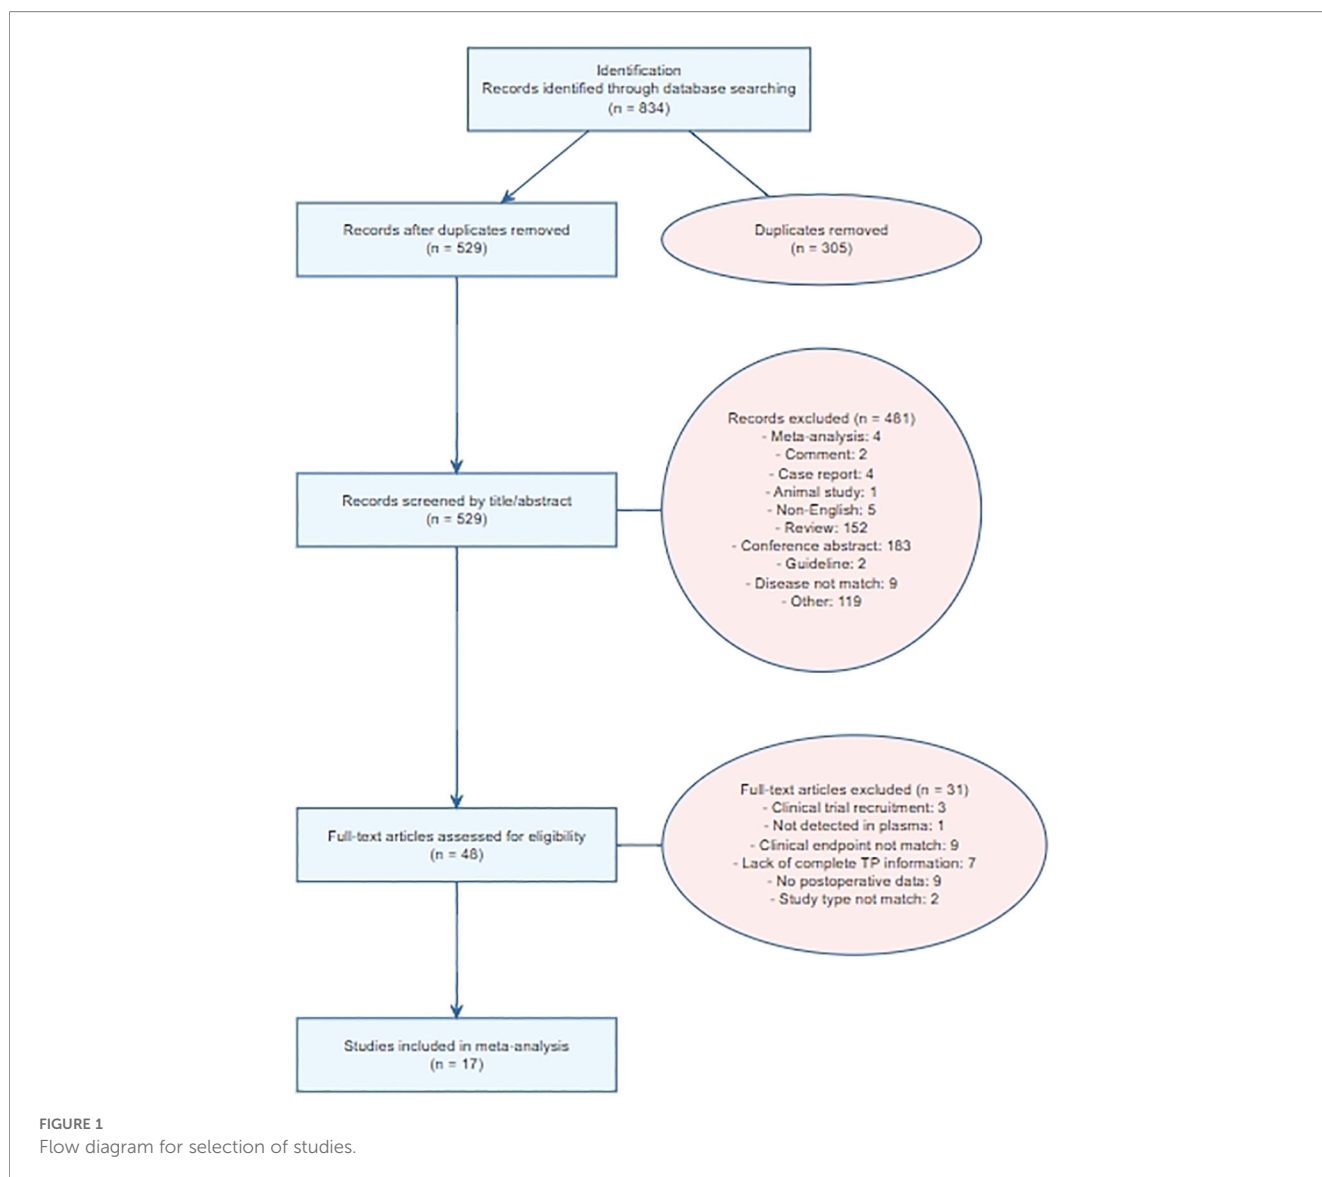 Identification
Records identified through database searching
(n = 834)
Records after duplicates removed
(n = 529)
Duplicates removed
(n = 305)
Records screened by title/abstract
(n = 529)
Records excluded (n = 481)
- Meta-analysis: 4
- Comment: 2
- Case report: 4
- Animal study: 1
- Non-English: 5
- Review: 152
- Conference abstract: 183
- Guideline: 2
- Disease not match: 9
- Other: 119
Full-text articles assessed for eligibility
(n = 48)
Full-text articles excluded (n = 31)
- Clinical trial recruitment: 3
- Not detected in plasma: 1
- Clinical endpoint not match: 9
- Lack of complete TP information: 7
- No postoperative data: 9
- Study type not match: 2
Studies included in meta-analysis
(n = 17)
FIGURE 1
Flow diagram for selection of studies.